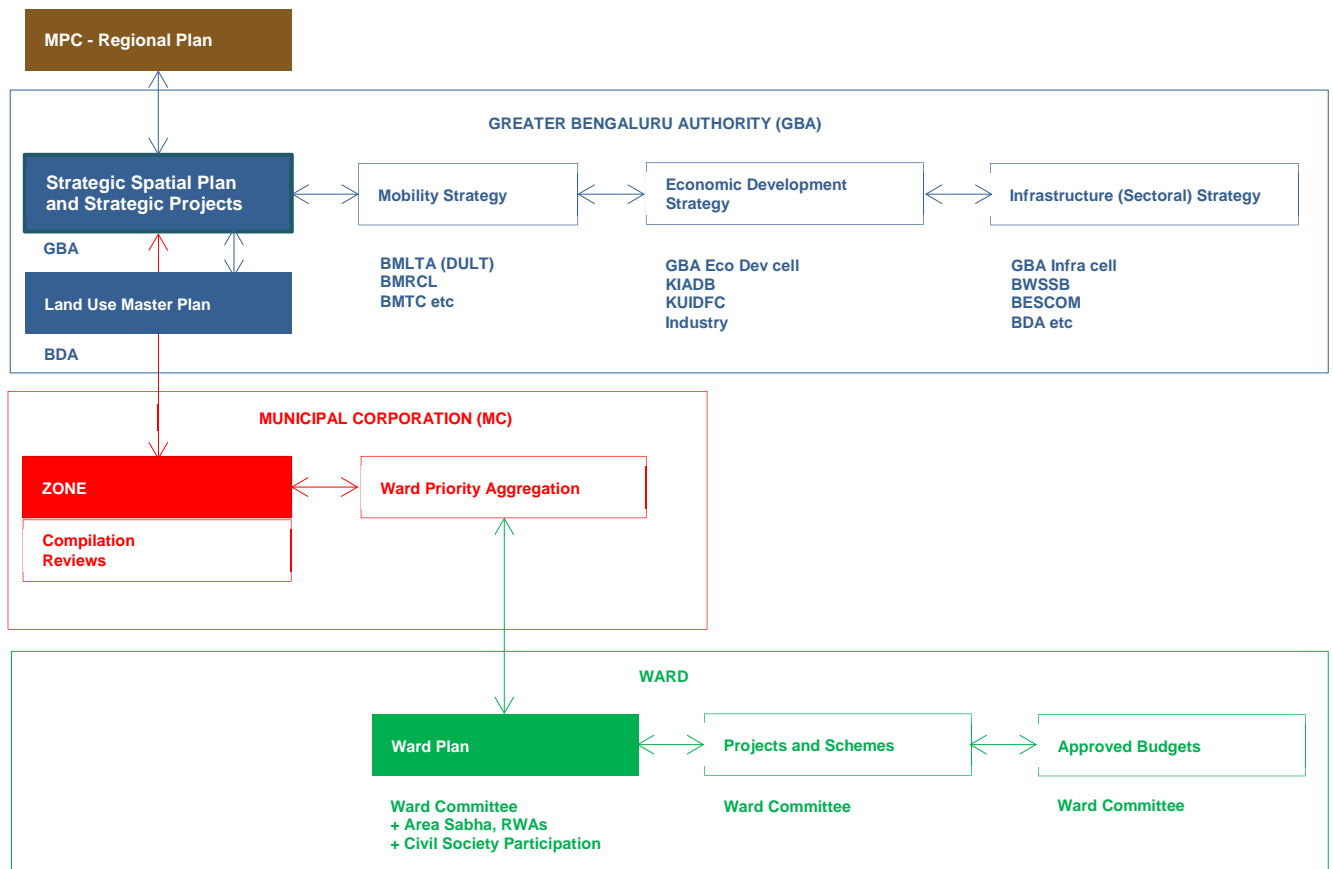 MPC - Regional Plan
GREATER BENGALURU AUTHORITY (GBA)
Strategic Spatial Plan
and Strategic Projects
GBA
Land Use Master Plan
BDA
Mobility Strategy
BMLTA (DULT)
BMRCL
BMTC etc
Economic Development
Strategy
GBA Eco Dev cell
KIADB
KUIDFC
Industry
Infrastructure (Sectoral) Strategy
GBA Infra cell
BWSSB
BESCOM
BDA etc
MUNICIPAL CORPORATION (MC)
ZONE
Compilation
Reviews
Ward Priority Aggregation
WARD
Ward Plan
Ward Committee
+ Area Sabha, RWAs
+ Civil Society Participation
Projects and Schemes
Ward Committee
Approved Budgets
Ward Committee